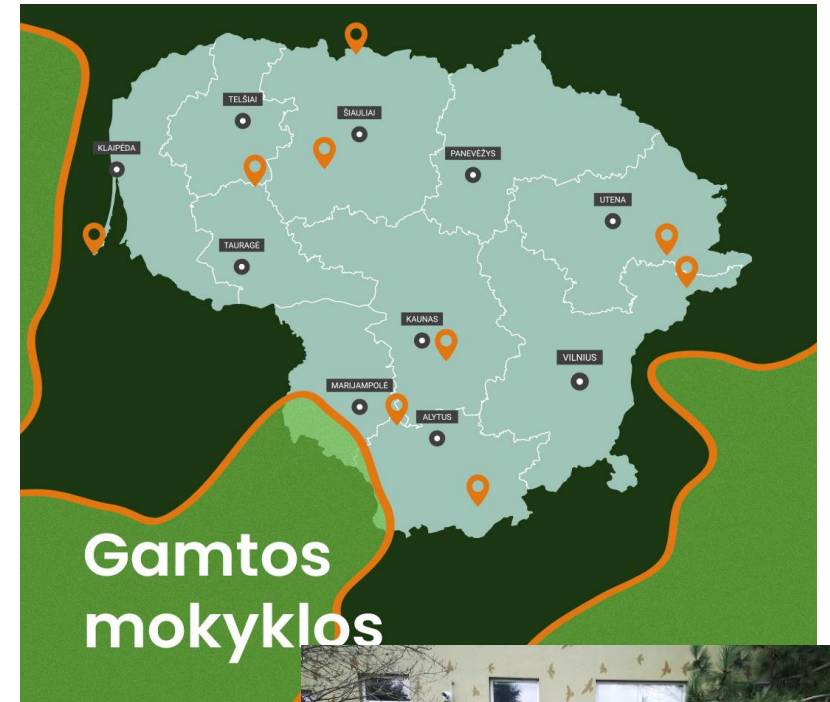 TELŠIAI
ŠIAULIAI
KLAIPĖDA
PANEVĖŽYS
UTENA
TAURAGĖ
KAUNAS
VILNIUS
MARIJAMPOLĖ
ALYTUS
Gamtos
mokyklos